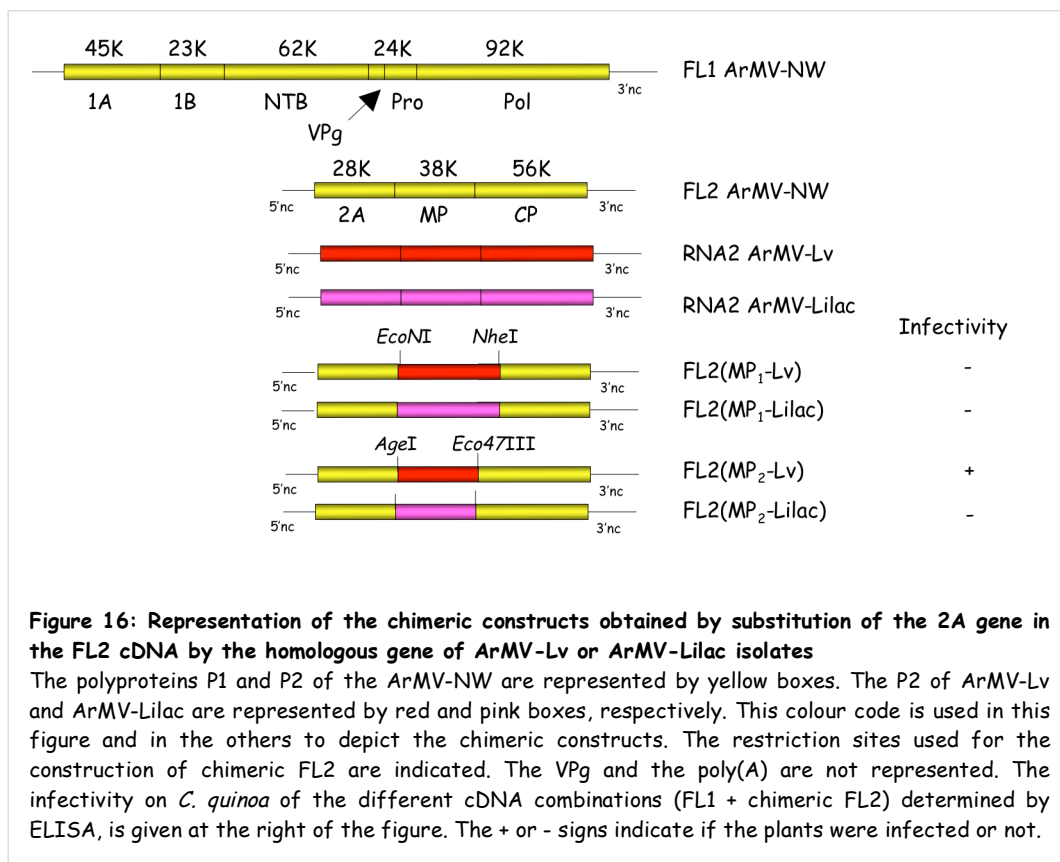 45K 23K 62K 24K 92K
FL1 ArMV-NW
3'nc
1A 1B NTB Pro Pol
VPg
28K 38K 56K
FL2 ArMV-NW
5'nc 3'nc
2A MP CP
RNA2 ArMV-Lv
5'nc 3'nc
RNA2 ArMV-Lilac
5'nc 3'nc
Infectivity
EcoNI NheI
FL2(MP1-Lv) -
5'nc 3'nc
FL2(MP1-Lilac) -
5'nc 3'nc
AgeI Eco47III
FL2(MP2-Lv) +
5'nc 3'nc
FL2(MP2-Lilac) -
5'nc 3'nc
Figure 16: Representation of the chimeric constructs obtained by substitution of the 2A gene in
the FL2 cDNA by the homologous gene of ArMV-Lv or ArMV-Lilac isolates
The polyproteins P1 and P2 of the ArMV-NW are represented by yellow boxes. The P2 of ArMV-Lv
and ArMV-Lilac are represented by red and pink boxes, respectively. This colour code is used in this
figure and in the others to depict the chimeric constructs. The restriction sites used for the
construction of chimeric FL2 are indicated. The VPg and the poly(A) are not represented. The
infectivity on C. quinoa of the different cDNA combinations (FL1 + chimeric FL2) determined by
ELISA, is given at the right of the figure. The + or - signs indicate if the plants were infected or not.